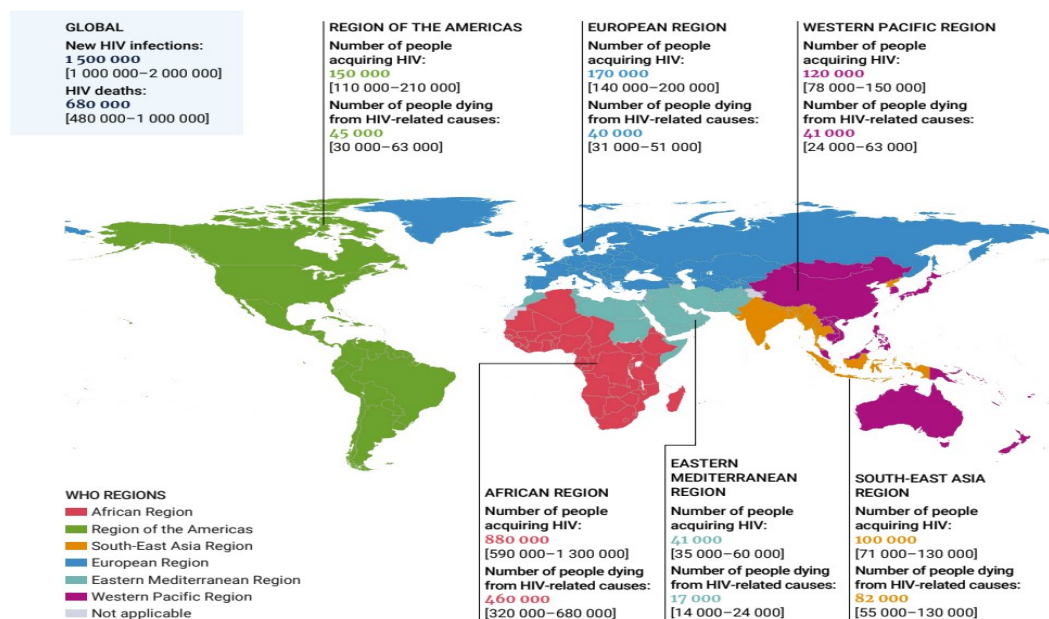 GLOBAL
New HIV infections:
1 500 000
[1 000 000–2 000 000]
HIV deaths:
680 000
[480 000–1 000 000]
REGION OF THE AMERICAS
Number of people
acquiring HIV:
150 000
[110 000–210 000]
Number of people dying
from HIV-related causes:
45 000
[30 000–63 000]
EUROPEAN REGION
Number of people
acquiring HIV:
170 000
[140 000–200 000]
Number of people dying
from HIV-related causes:
40 000
[31 000–51 000]
WESTERN PACIFIC REGION
Number of people
acquiring HIV:
120 000
[78 000–150 000]
Number of people dying
from HIV-related causes:
41 000
[24 000–63 000]
WHO REGIONS
African Region
Region of the Americas
South-East Asia Region
European Region
Eastern Mediterranean Region
Western Pacific Region
Not applicable
AFRICAN REGION
Number of people
acquiring HIV:
880 000
[590 000–1 300 000]
Number of people dying
from HIV-related causes:
460 000
[320 000–680 000]
EASTERN
MEDITERRANEAN
REGION
Number of people
acquiring HIV:
41 000
[35 000–60 000]
Number of people dying
from HIV-related causes:
17 000
[14 000–24 000]
SOUTH-EAST ASIA
REGION
Number of people
acquiring HIV:
100 000
[71 000–130 000]
Number of people dying
from HIV-related causes:
82 000
[55 000–130 000]